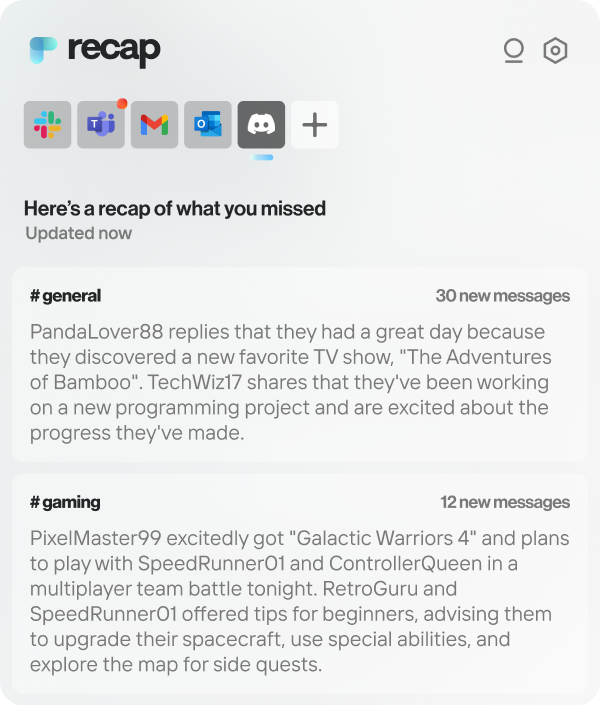 recap
Here's a recap of what you missed
Updated now
# general
30 new messages
PandaLover88 replies that they had a great day because
they discovered a new favorite TV show, "The Adventures
of Bamboo". TechWiz17 shares that they've been working
on a new programming project and are excited about the
progress they've made.
# gaming
12 new messages
PixelMaster99 excitedly got "Galactic Warriors 4" and plans
to play with SpeedRunner01 and ControllerQueen in a
multiplayer team battle tonight. RetroGuru and
SpeedRunner01 offered tips for beginners, advising them
to upgrade their spacecraft, use special abilities, and
explore the map for side quests.